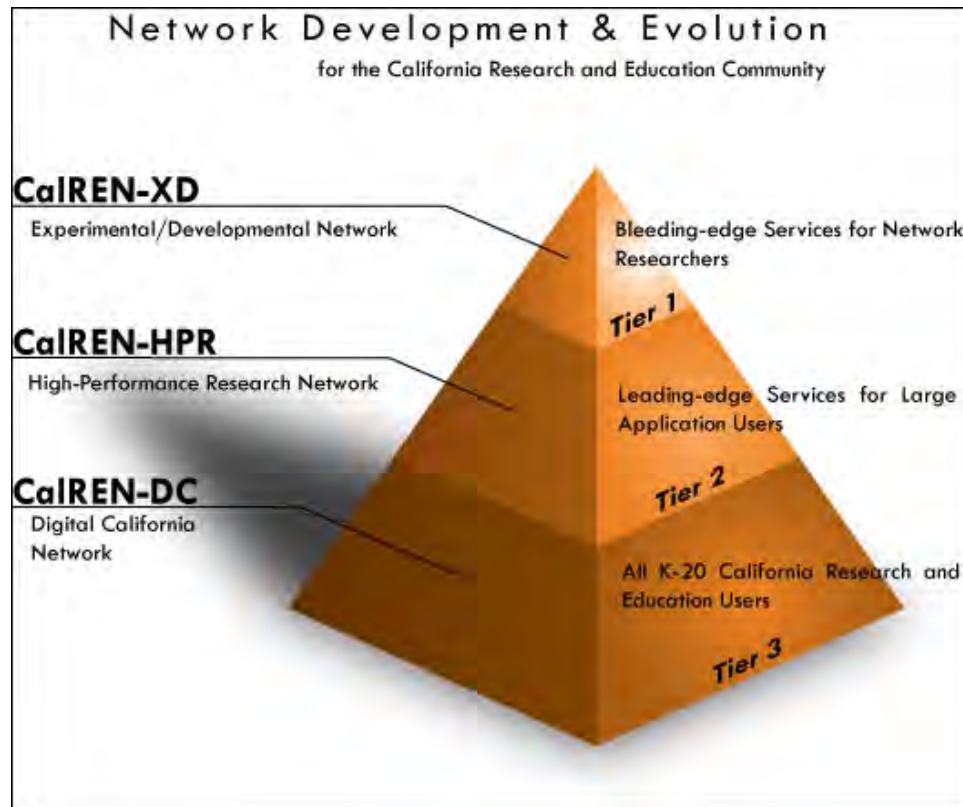 Network Development & Evolution
for the California Research and Education Community
CalREN-XD
Experimental/Developmental Network
Bleeding-edge Services for Network
Researchers
Tier 1
CalREN-HPR
High-Performance Research Network
Leading-edge Services for Large
Application Users
Tier 2
CalREN-DC
Digital California
Network
All K-20 California Research and
Education Users
Tier 3